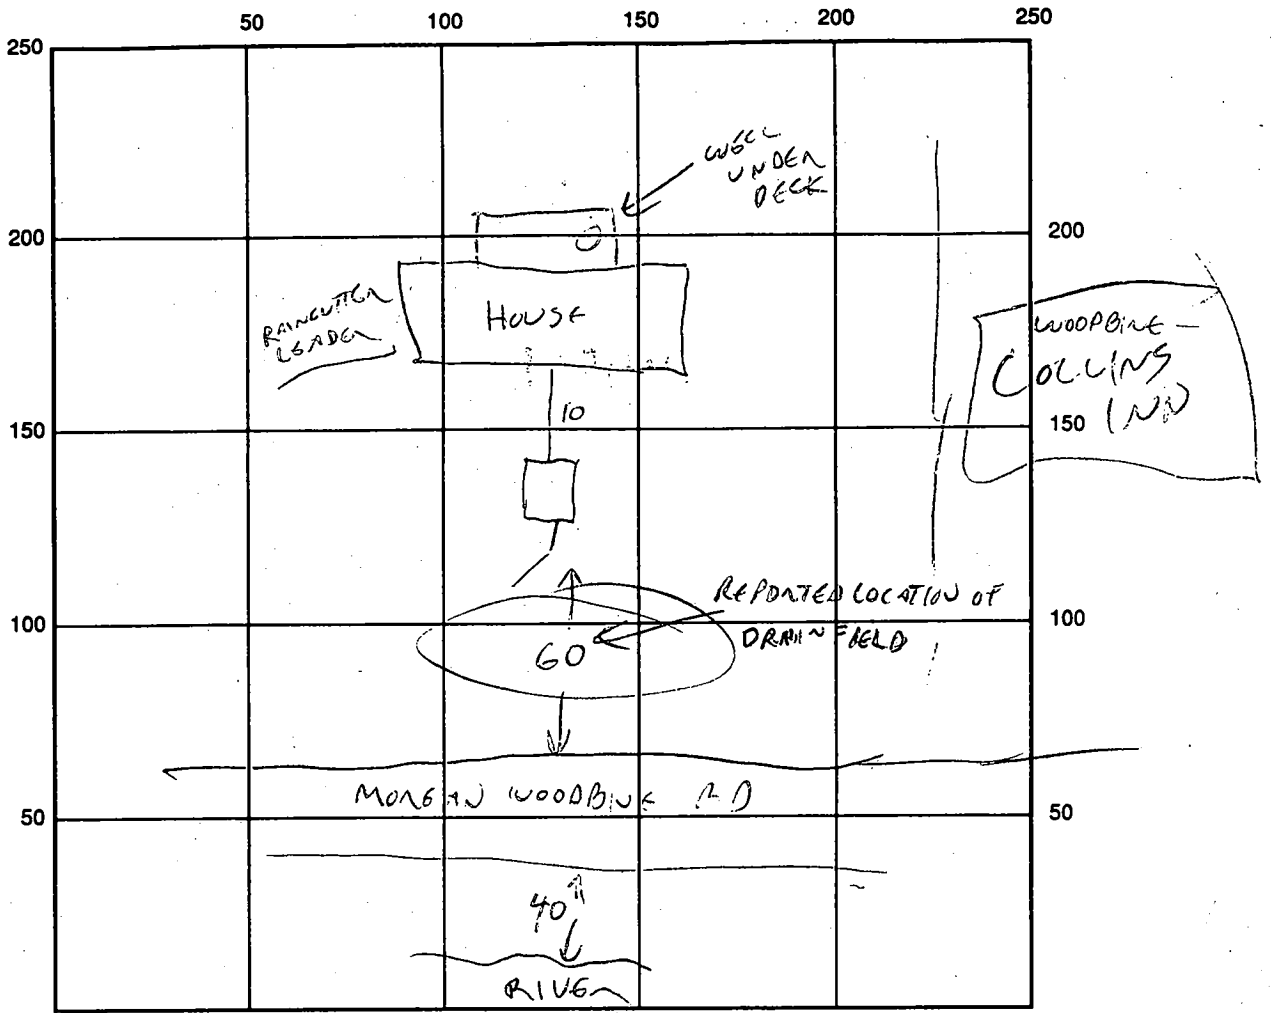 50 100 150 200 250
250
WELL
UNDER
DECK
200 200
RAINGUTTER
LEADER
HOUSE
WOODBINE -
COLLINS
INN
10
150 150
REPORTED LOCATION OF
DRAINFIELD
100 100
60
MORGAN WOODBINE RD
50 50
40
RIVER